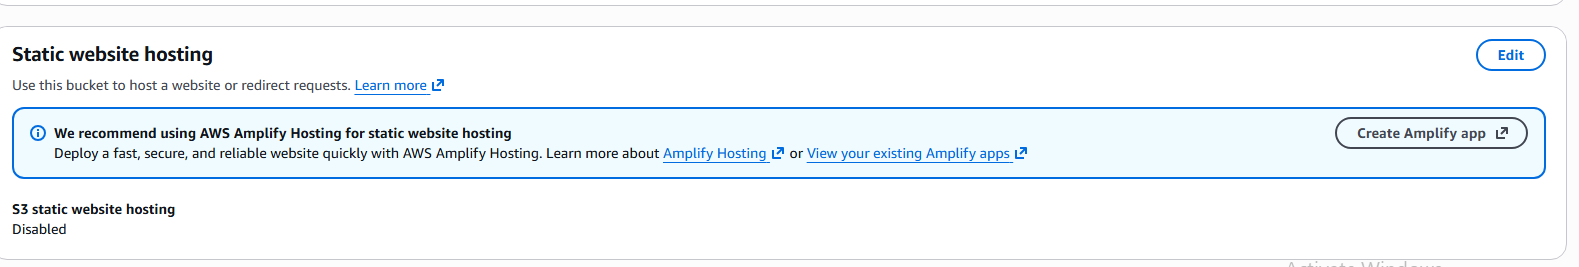 Static website hosting
Edit
Use this bucket to host a website or redirect requests. Learn more
We recommend using AWS Amplify Hosting for static website hosting
Create Amplify app
Deploy a fast, secure, and reliable website quickly with AWS Amplify Hosting. Learn more about Amplify Hosting or View your existing Amplify apps
S3 static website hosting
Disabled
Activate Windows